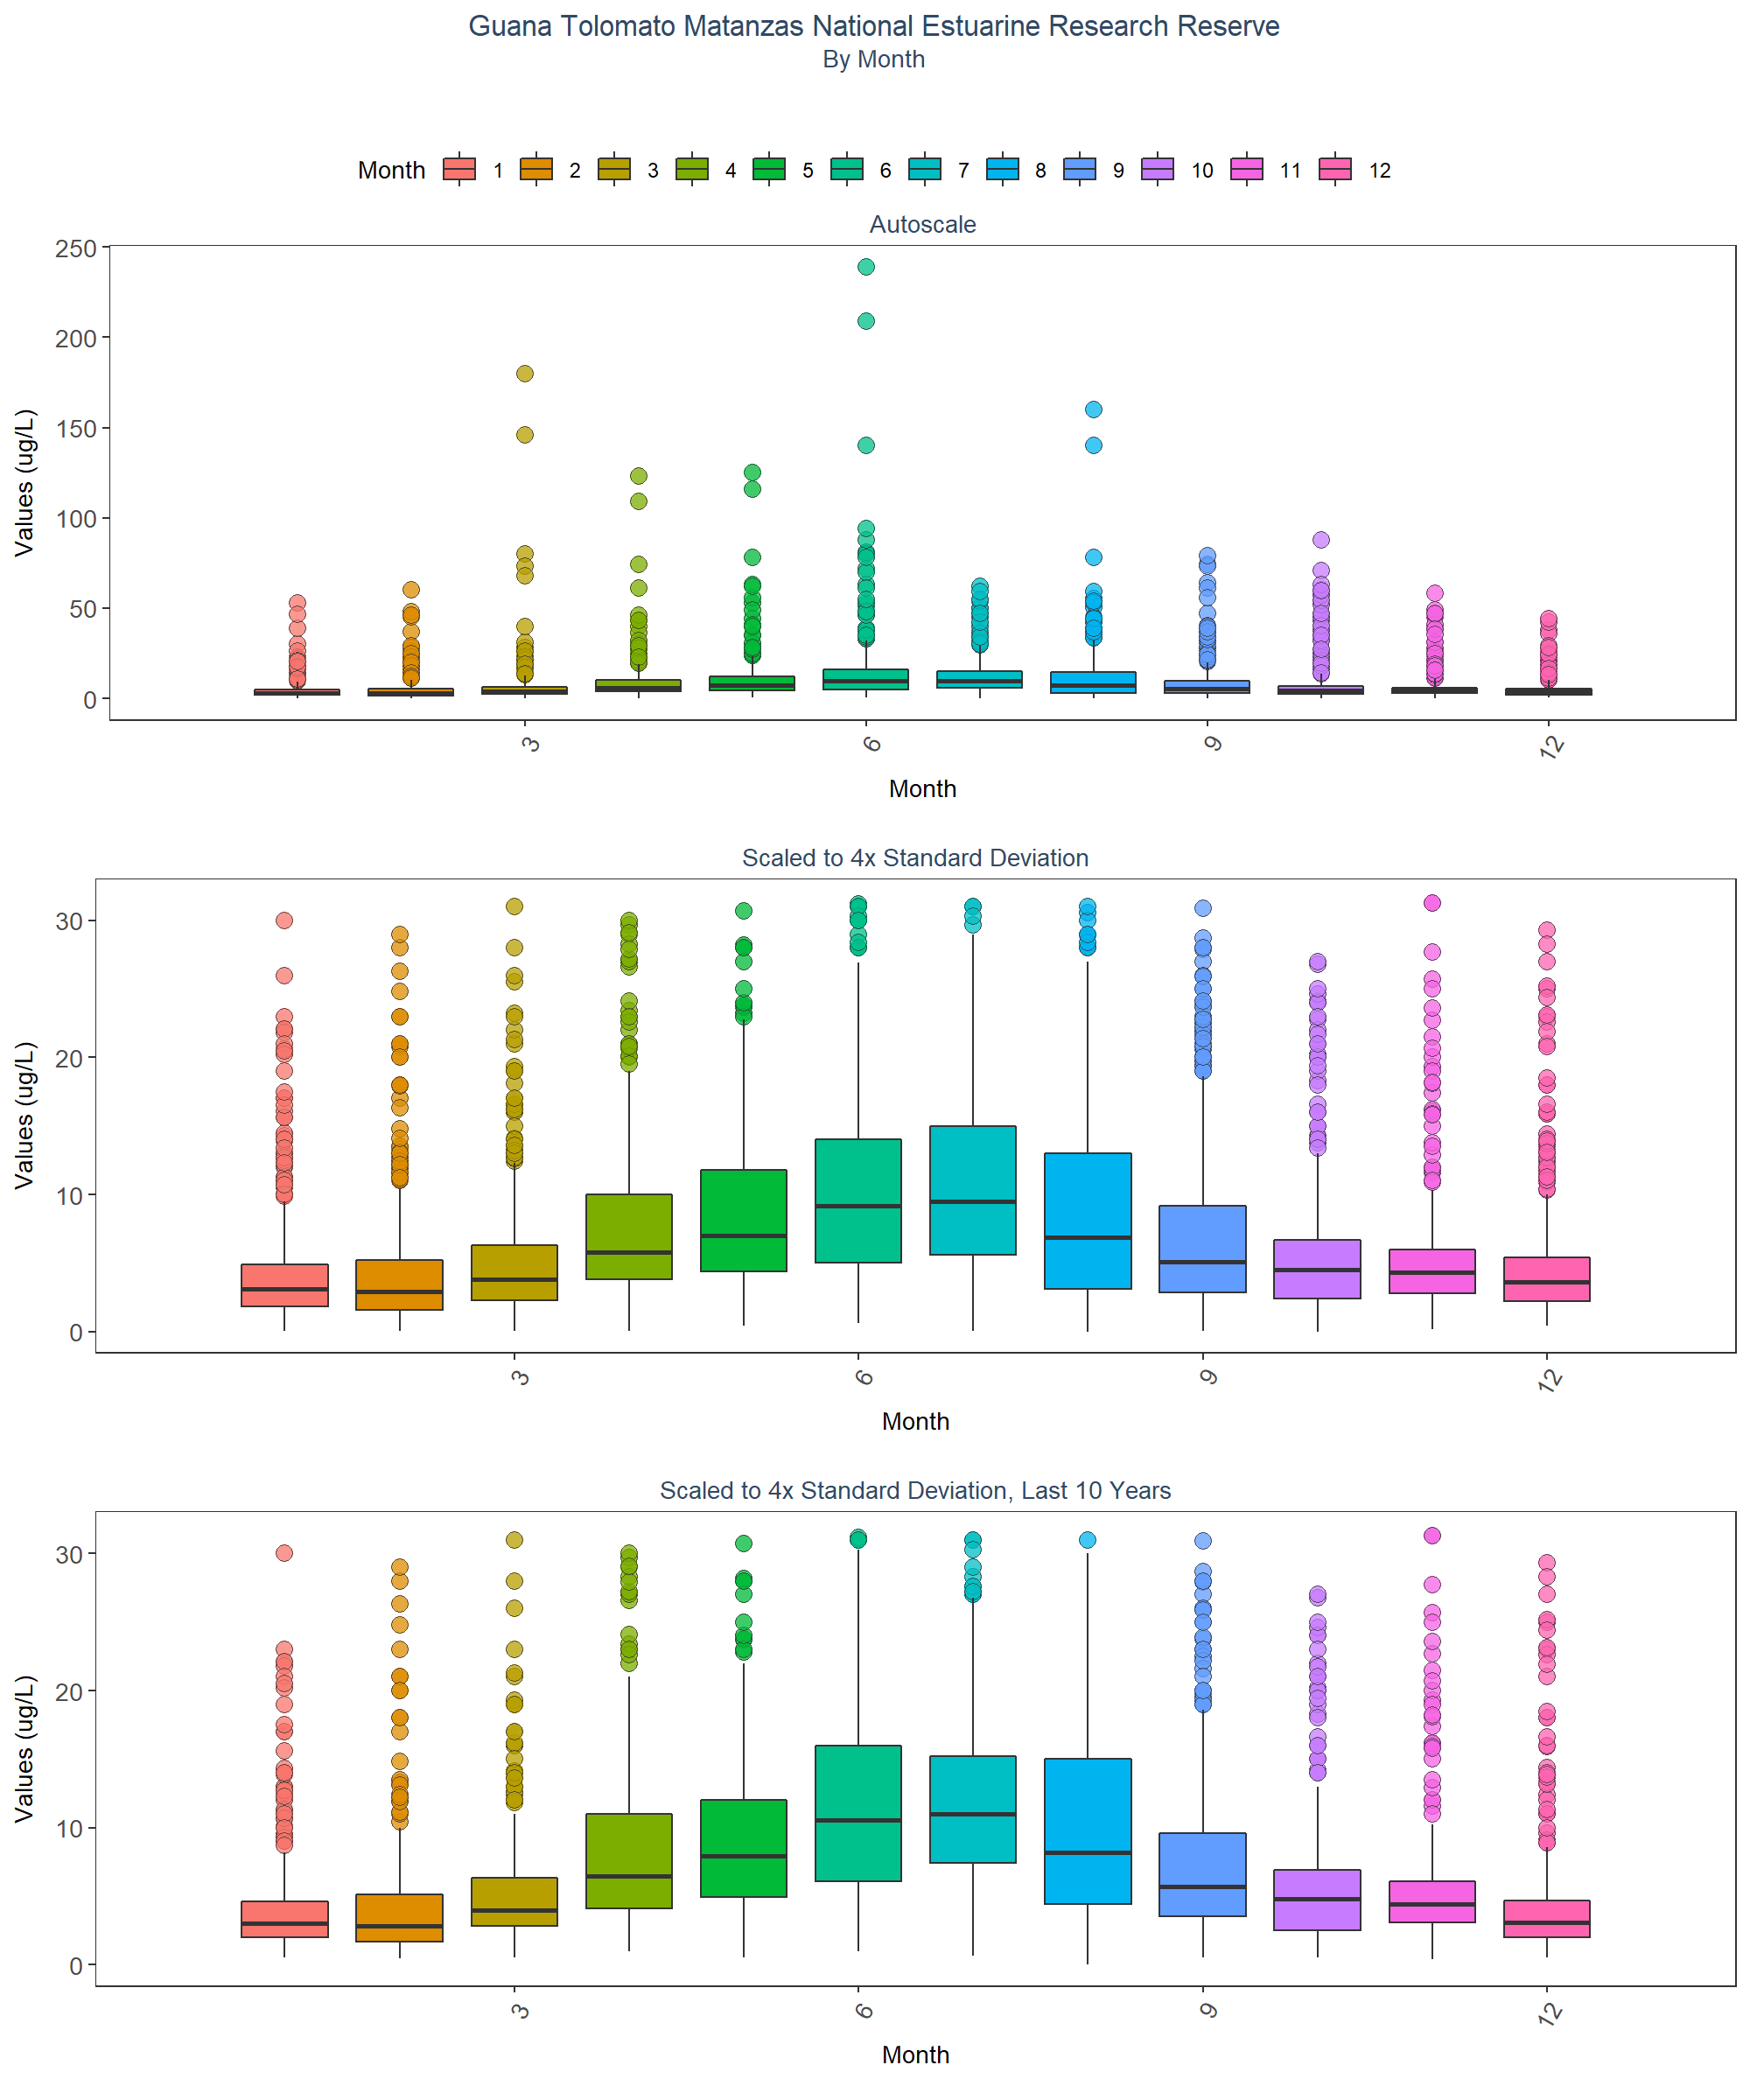 Guana Tolomato Matanzas National Estuarine Research Reserve
By Month
Month 1 2 3 4 5 6 7 8 9 10 11 12
Autoscale
Values (ug/L)
250
200
150
100
50
0
3 6 9 12
Month
Scaled to 4x Standard Deviation
Values (ug/L)
30
20
10
0
3 6 9 12
Month
Scaled to 4x Standard Deviation, Last 10 Years
Values (ug/L)
30
20
10
0
3 6 9 12
Month